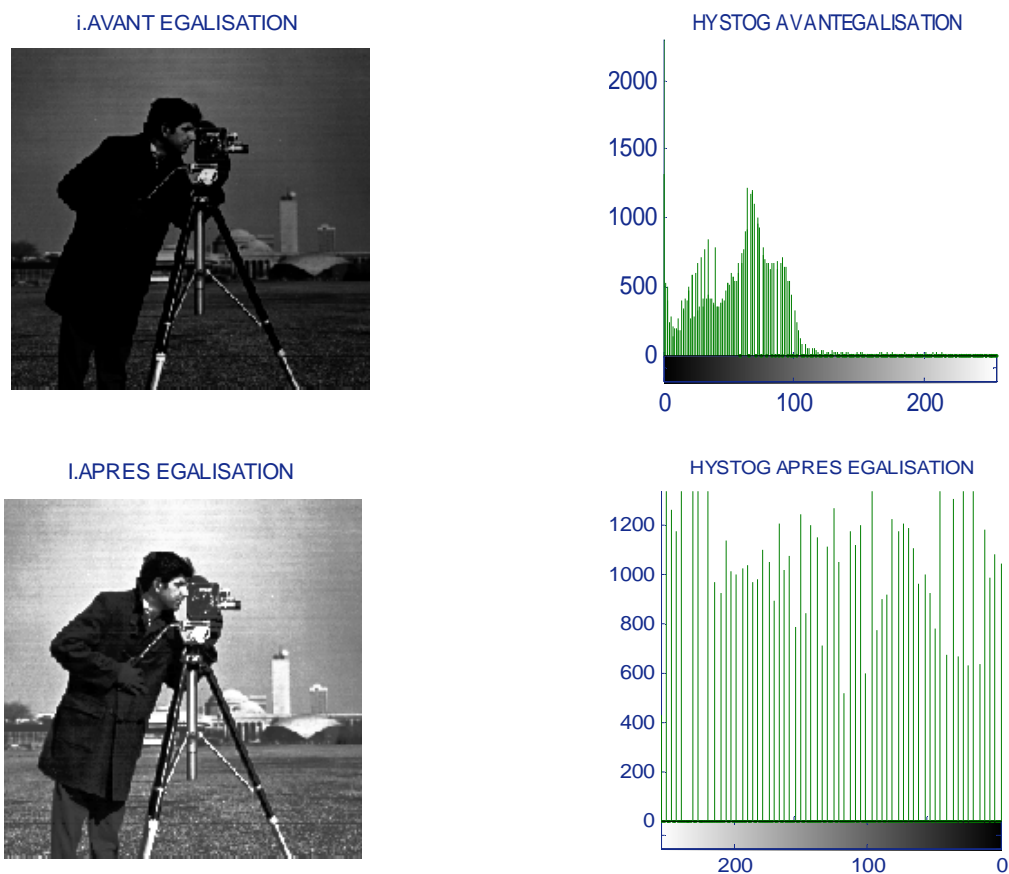 i.AVANT EGALISATION
HYSTOG AVANTEGALISATION
2000
1500
1000
500
0
0 100 200
I.APRES EGALISATION
HYSTOG APRES EGALISATION
1200
1000
800
600
400
200
0
200 100 0